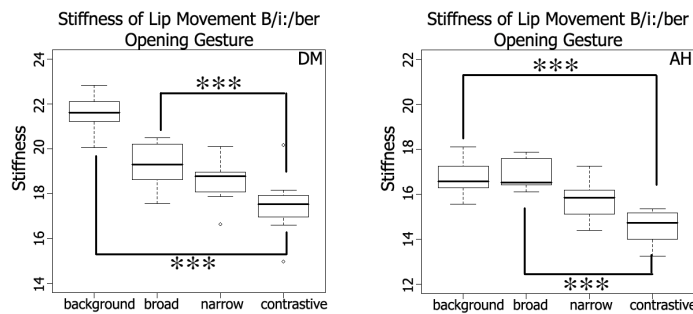 Stiffness of Lip Movement B/i:/ber
Opening Gesture
DM
Stiffness
24
22
20
18
16
14
***
***
background broad narrow contrastive
Stiffness of Lip Movement B/i:/ber
Opening Gesture
AH
Stiffness
22
20
18
16
14
12
***
***
background broad narrow contrastive